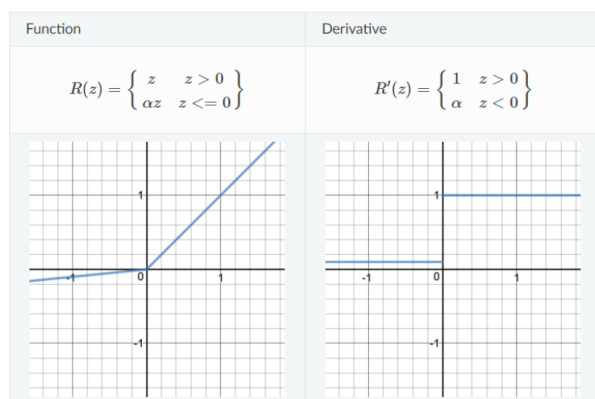 Function
Derivative
R(z) = { z z > 0
αz z <= 0 }
R′(z) = { 1 z > 0
α z < 0 }
1
-1 0 1
-1
1
-1 0 1
-1